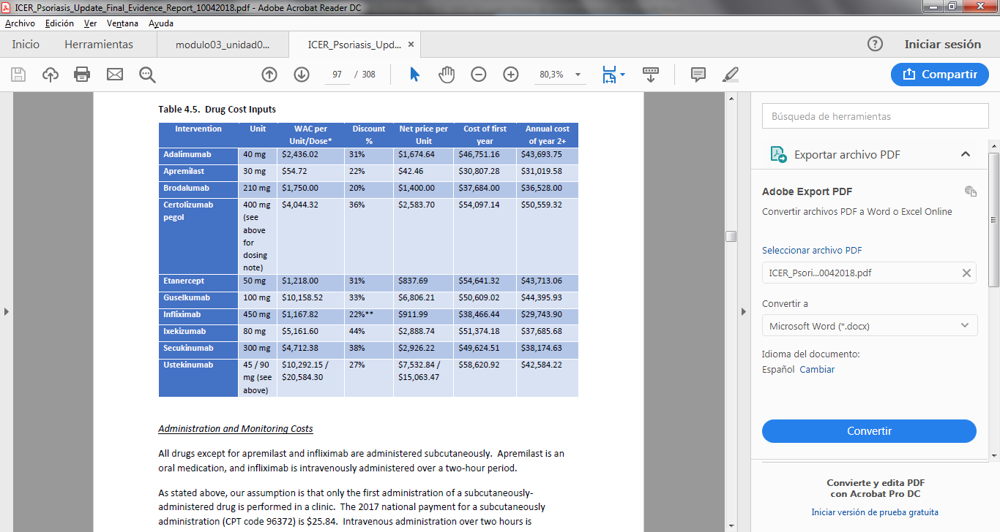 ICER_Psoriasis_Update_Final_Evidence_Report_10042018.pdf - Adobe Acrobat Reader DC
Archivo Edición Ver Ventana Ayuda
Inicio Herramientas modulo03_unidad0... ICER_Psoriasis_Upd... × ? Iniciar sesión
97 / 308 80,3% Compartir
Table 4.5. Drug Cost Inputs
Intervention Unit WAC per Discount Net price per Cost of first Annual cost
Unit/Dose* % Unit year of year 2+
Adalimumab 40 mg $2,436.02 31% $1,674.64 $46,751.16 $43,693.75
Apremilast 30 mg $54.72 22% $42.46 $30,807.28 $31,019.58
Brodalumab 210 mg $1,750.00 20% $1,400.00 $37,684.00 $36,528.00
Certolizumab 400 mg $4,044.32 36% $2,583.70 $54,097.14 $50,559.32
pegol (see
above
for
dosing
note)
Etanercept 50 mg $1,218.00 31% $837.69 $54,641.32 $43,713.06
Guselkumab 100 mg $10,158.52 33% $6,806.21 $50,609.02 $44,395.93
Infliximab 450 mg $1,167.82 22%** $911.99 $38,466.44 $29,743.90
Ixekizumab 80 mg $5,161.60 44% $2,888.74 $51,374.18 $37,685.68
Secukinumab 300 mg $4,712.38 38% $2,926.22 $49,624.51 $38,174.63
Ustekinumab 45 / 90 $10,292.15 / 27% $7,532.84 / $58,620.92 $42,584.22
mg (see $20,584.30 $15,063.47
above)
Administration and Monitoring Costs
All drugs except for apremilast and infliximab are administered subcutaneously. Apremilast is an
oral medication, and infliximab is intravenously administered over a two-hour period.
As stated above, our assumption is that only the first administration of a subcutaneously-
administered drug is performed in a clinic. The 2017 national payment for a subcutaneously
administration (CPT code 96372) is $25.84. Intravenous administration over two hours is
Búsqueda de herramientas
Exportar archivo PDF
Adobe Export PDF
Convertir archivos PDF a Word o Excel Online
Seleccionar archivo PDF
ICER_Psori...0042018.pdf
Convertir a
Microsoft Word (*.docx)
Idioma del documento:
Español Cambiar
Convertir
Convierte y edita PDF
con Acrobat Pro DC
Iniciar versión de prueba gratuita